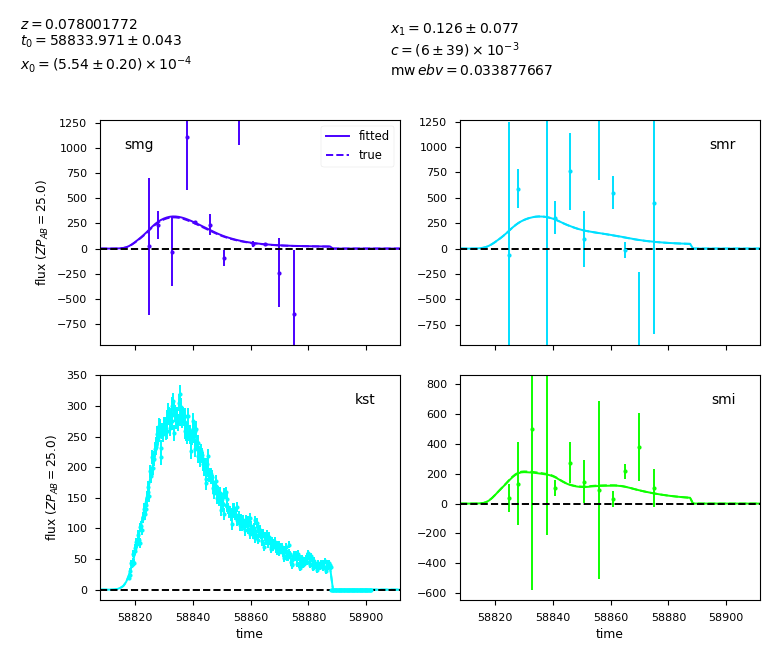 z = 0.078001772
t₀ = 58833.971 ± 0.043
x₀ = (5.54 ± 0.20) × 10⁻⁴
x₁ = 0.126 ± 0.077
c = (6 ± 39) × 10⁻³
mw ebv = 0.033877667
1250
1000
750
500
250
0
−250
−500
−750
flux (ZP_AB = 25.0)
smg
fitted
true
1250
1000
750
500
250
0
−250
−500
−750
smr
350
300
250
200
150
100
50
0
flux (ZP_AB = 25.0)
kst
58820 58840 58860 58880 58900
time
800
600
400
200
0
−200
−400
−600
smi
58820 58840 58860 58880 58900
time